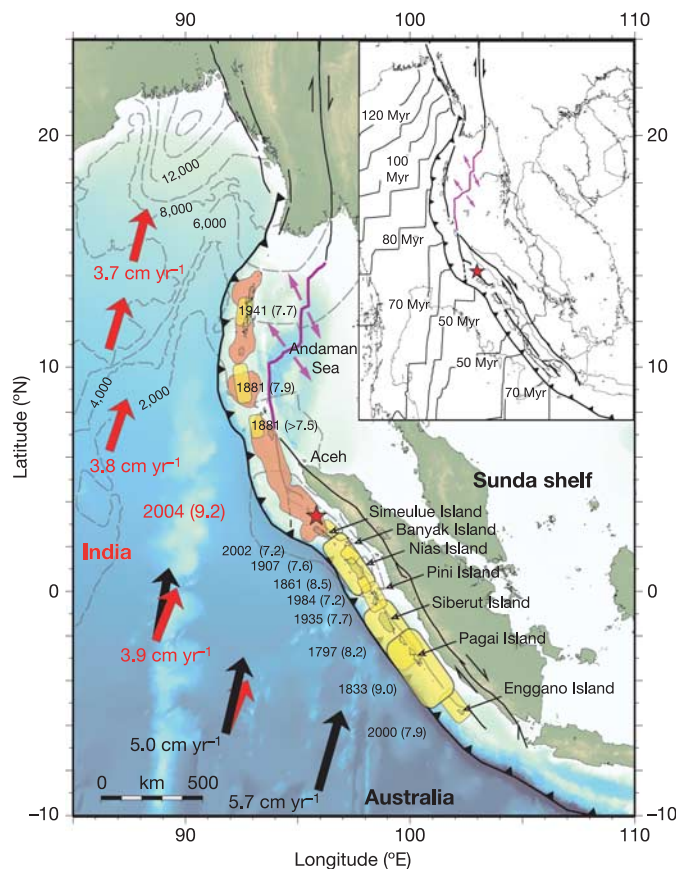 90
100
110
120 Myr
20
20
100
Myr
12,000
8,000
6,000
80 Myr
3.7 cm yr⁻¹
70
Myr
1941 (7.7)
50 Myr
Andaman
Sea
50
Myr
10
10
1881 (7.9)
70 Myr
4,000
2,000
1881 (>7.5)
Aceh
3.8 cm yr⁻¹
Sunda shelf
2004 (9.2)
Simeulue Island
Banyak Island
India
2002 (7.2)
Nias Island
1907 (7.6)
0
0
1861 (8.5)
Pini Island
1984 (7.2)
Siberut Island
1935 (7.7)
3.9 cm yr⁻¹
1797 (8.2)
Pagai Island
1833 (9.0)
Enggano Island
2000 (7.9)
5.0 cm yr⁻¹
0 km 500
5.7 cm yr⁻¹
Australia
–10
–10
90
100
110
Latitude (ºN)
Longitude (ºE)